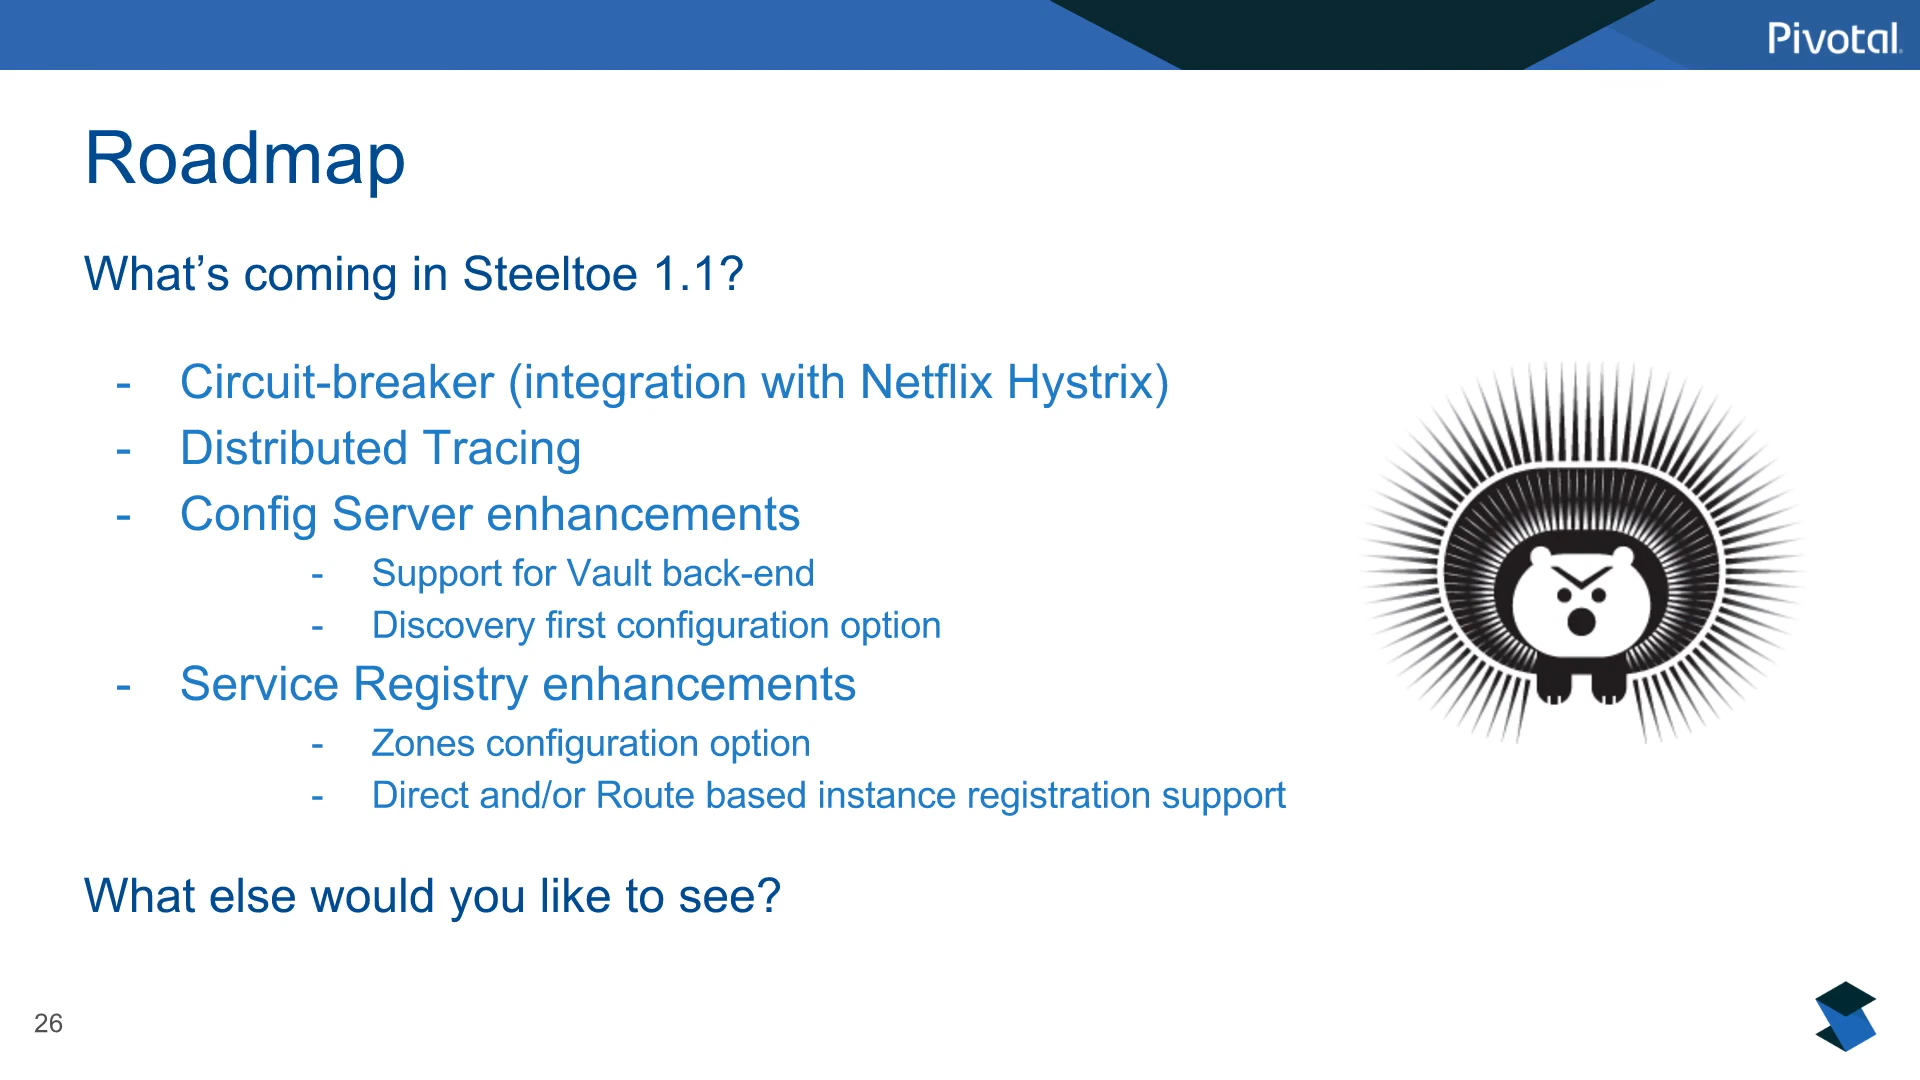 Pivotal
Roadmap
What’s coming in Steeltoe 1.1?
- Circuit-breaker (integration with Netflix Hystrix)
- Distributed Tracing
- Config Server enhancements
- Support for Vault back-end
- Discovery first configuration option
- Service Registry enhancements
- Zones configuration option
- Direct and/or Route based instance registration support
What else would you like to see?
26